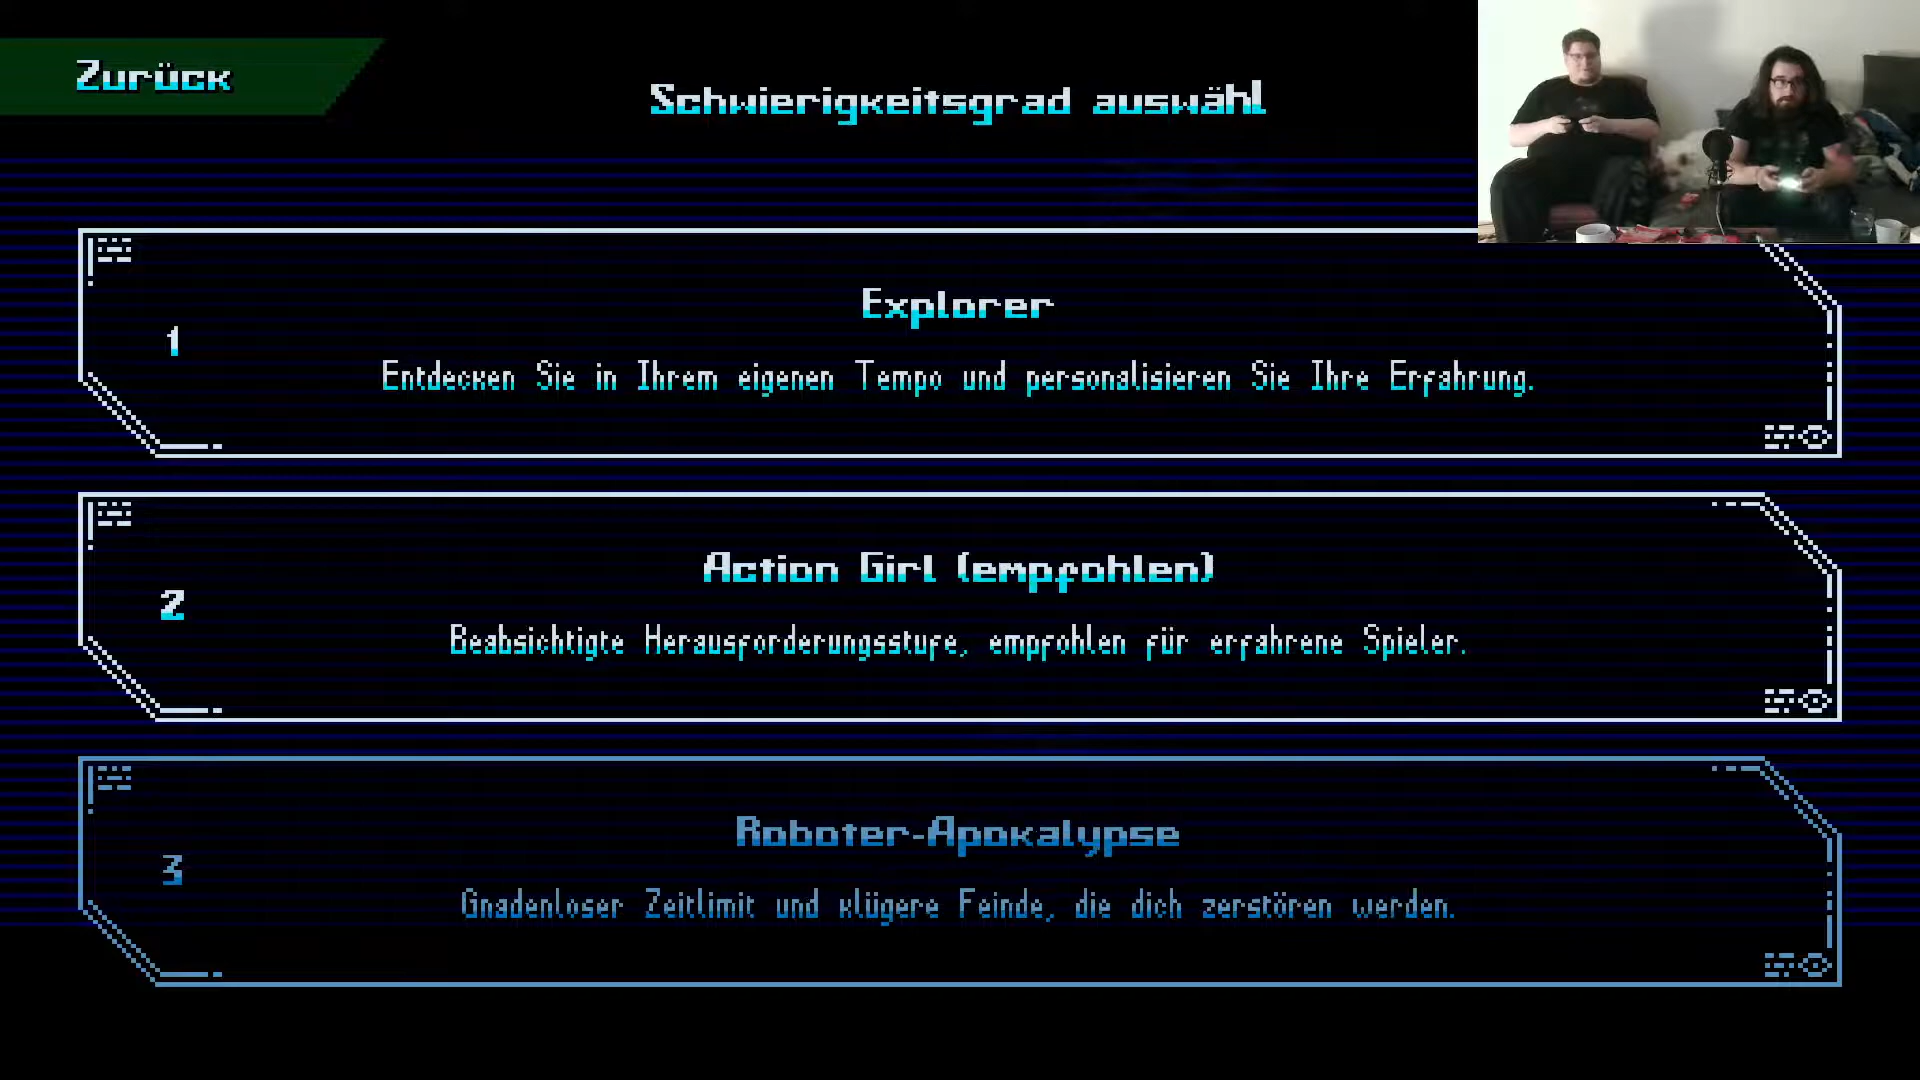 Zurück
Schwierigkeitsgrad auswähl
Explorer
1
Entdecken Sie in Ihrem eigenen Tempo und personalisieren Sie Ihre Erfahrung.
Action Girl (empfohlen)
2
Beabsichtigte Herausforderungsstufe, empfohlen für erfahrene Spieler.
Roboter-Apokalypse
3
Gnadenloser Zeitlimit und klügere Feinde, die dich zerstören werden.